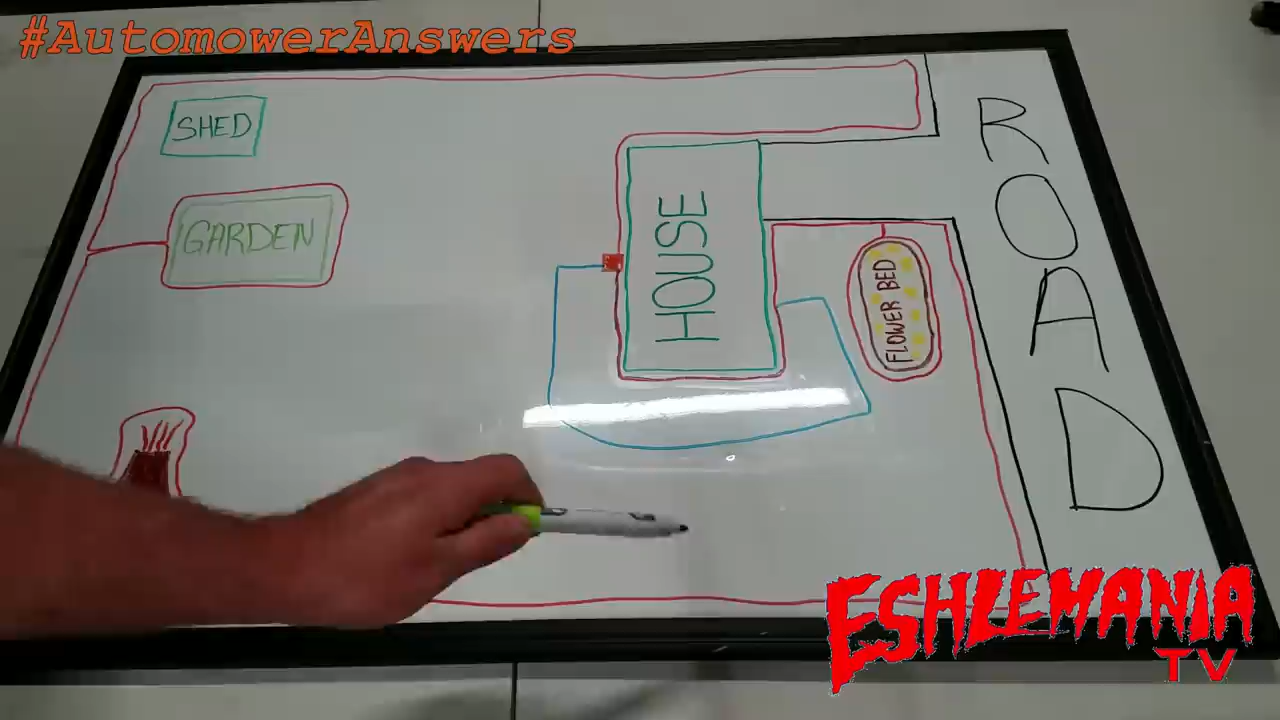 #AutomowerAnswers
SHED
GARDEN
HOUSE
FLOWER BED
ROAD
ESHLEMANIA
TV